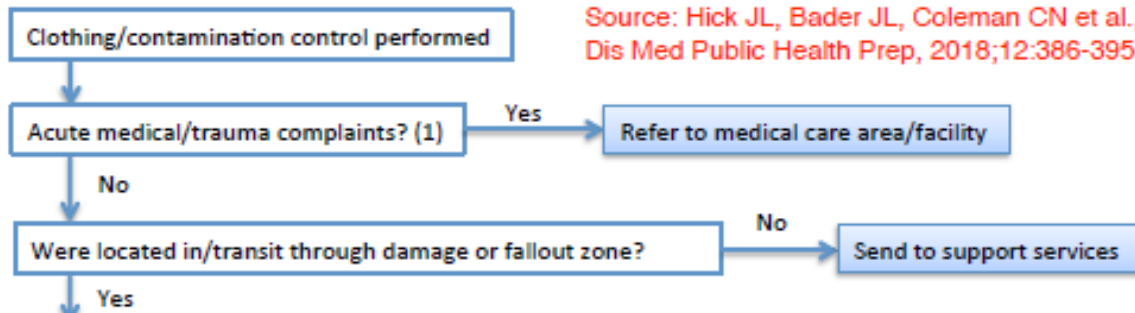 Source: Hick JL, Bader JL, Coleman CN et al.
Dis Med Public Health Prep, 2018;12:386-395
Clothing/contamination control performed
Acute medical/trauma complaints? (1)
Yes
Refer to medical care area/facility
No
Were located in/transit through damage or fallout zone?
No
Send to support services
Yes